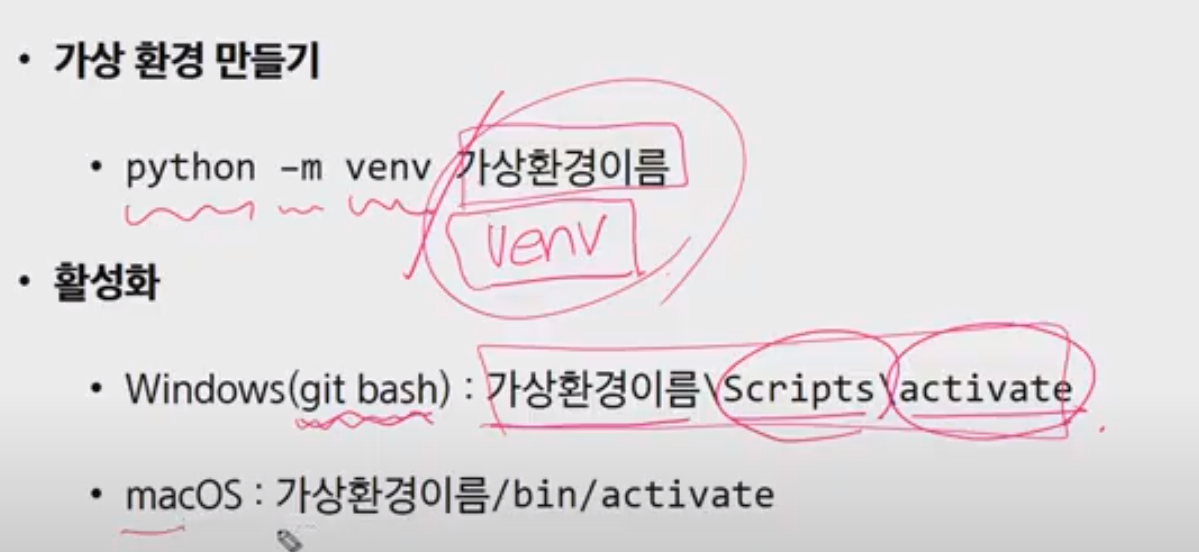 • 가상 환경 만들기
• python -m venv 가상환경이름
venv
• 활성화
• Windows(git bash) : 가상환경이름\Scripts\activate
• macOS : 가상환경이름/bin/activate